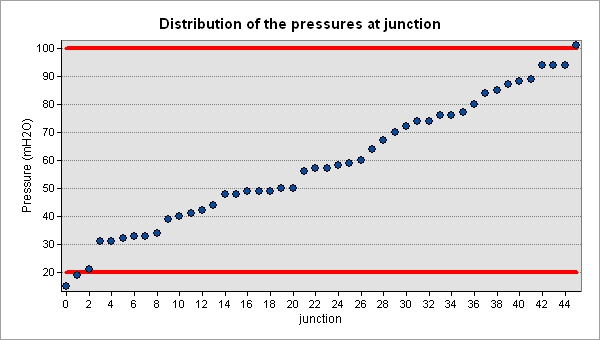 Distribution of the pressures at junction
Pressure (mH2O)
100
90
80
70
60
50
40
30
20
0 2 4 6 8 10 12 14 16 18 20 22 24 26 28 30 32 34 36 38 40 42 44
junction